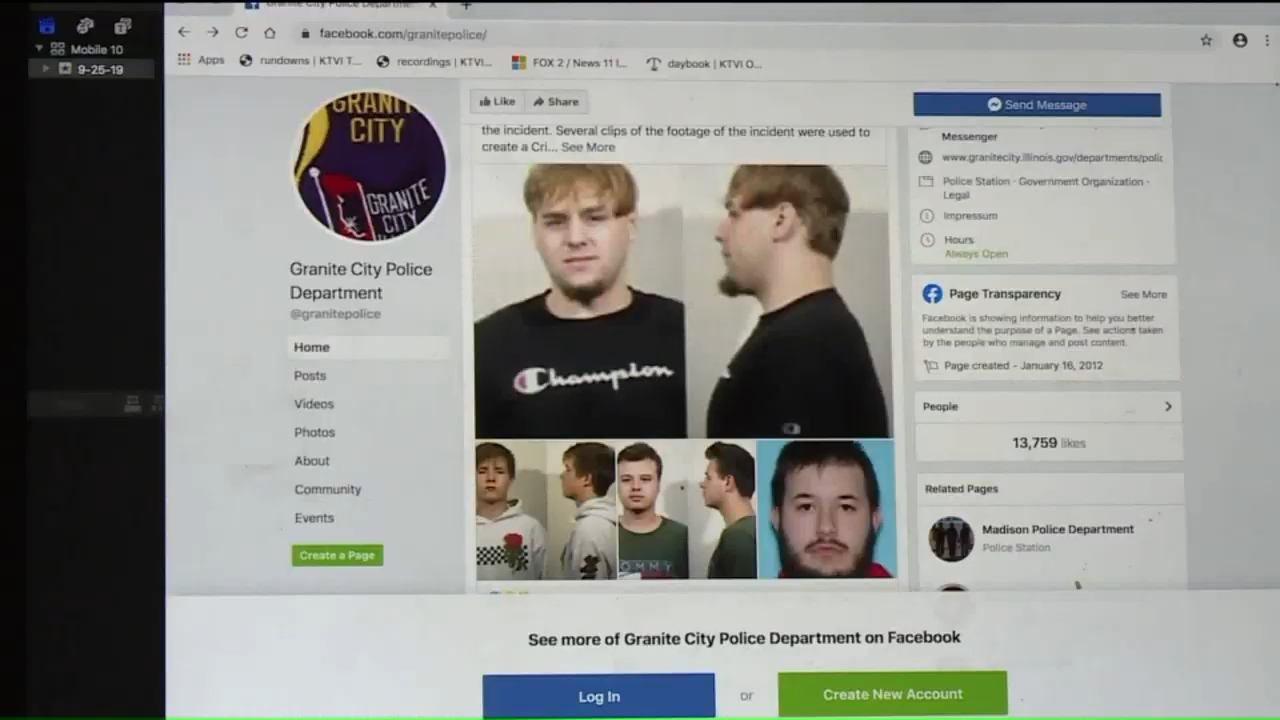 Granite City Police Departme
Mobile 10
9-25-19
facebook.com/granitepolice/
Apps
rundowns | KTVI T...
recordings | KTVI...
FOX 2 / News 11 I...
daybook | KTVI O...
GRANIT
CITY
GRANITE
CITY
Granite City Police
Department
@granitepolice
Home
Posts
Videos
Photos
About
Community
Events
Create a Page
Like
Share
the incident. Several clips of the footage of the incident were used to
create a Cri... See More
Champion
OMMY
Send Message
Messenger
www.granitecity.illinois.gov/departments/polic
Police Station · Government Organization ·
Legal
Impressum
Hours
Always Open
Page Transparency
See More
Facebook is showing information to help you better
understand the purpose of a Page. See actions taken
by the people who manage and post content.
Page created - January 16, 2012
People
13,759 likes
Related Pages
Madison Police Department
Police Station
See more of Granite City Police Department on Facebook
Log In
or
Create New Account